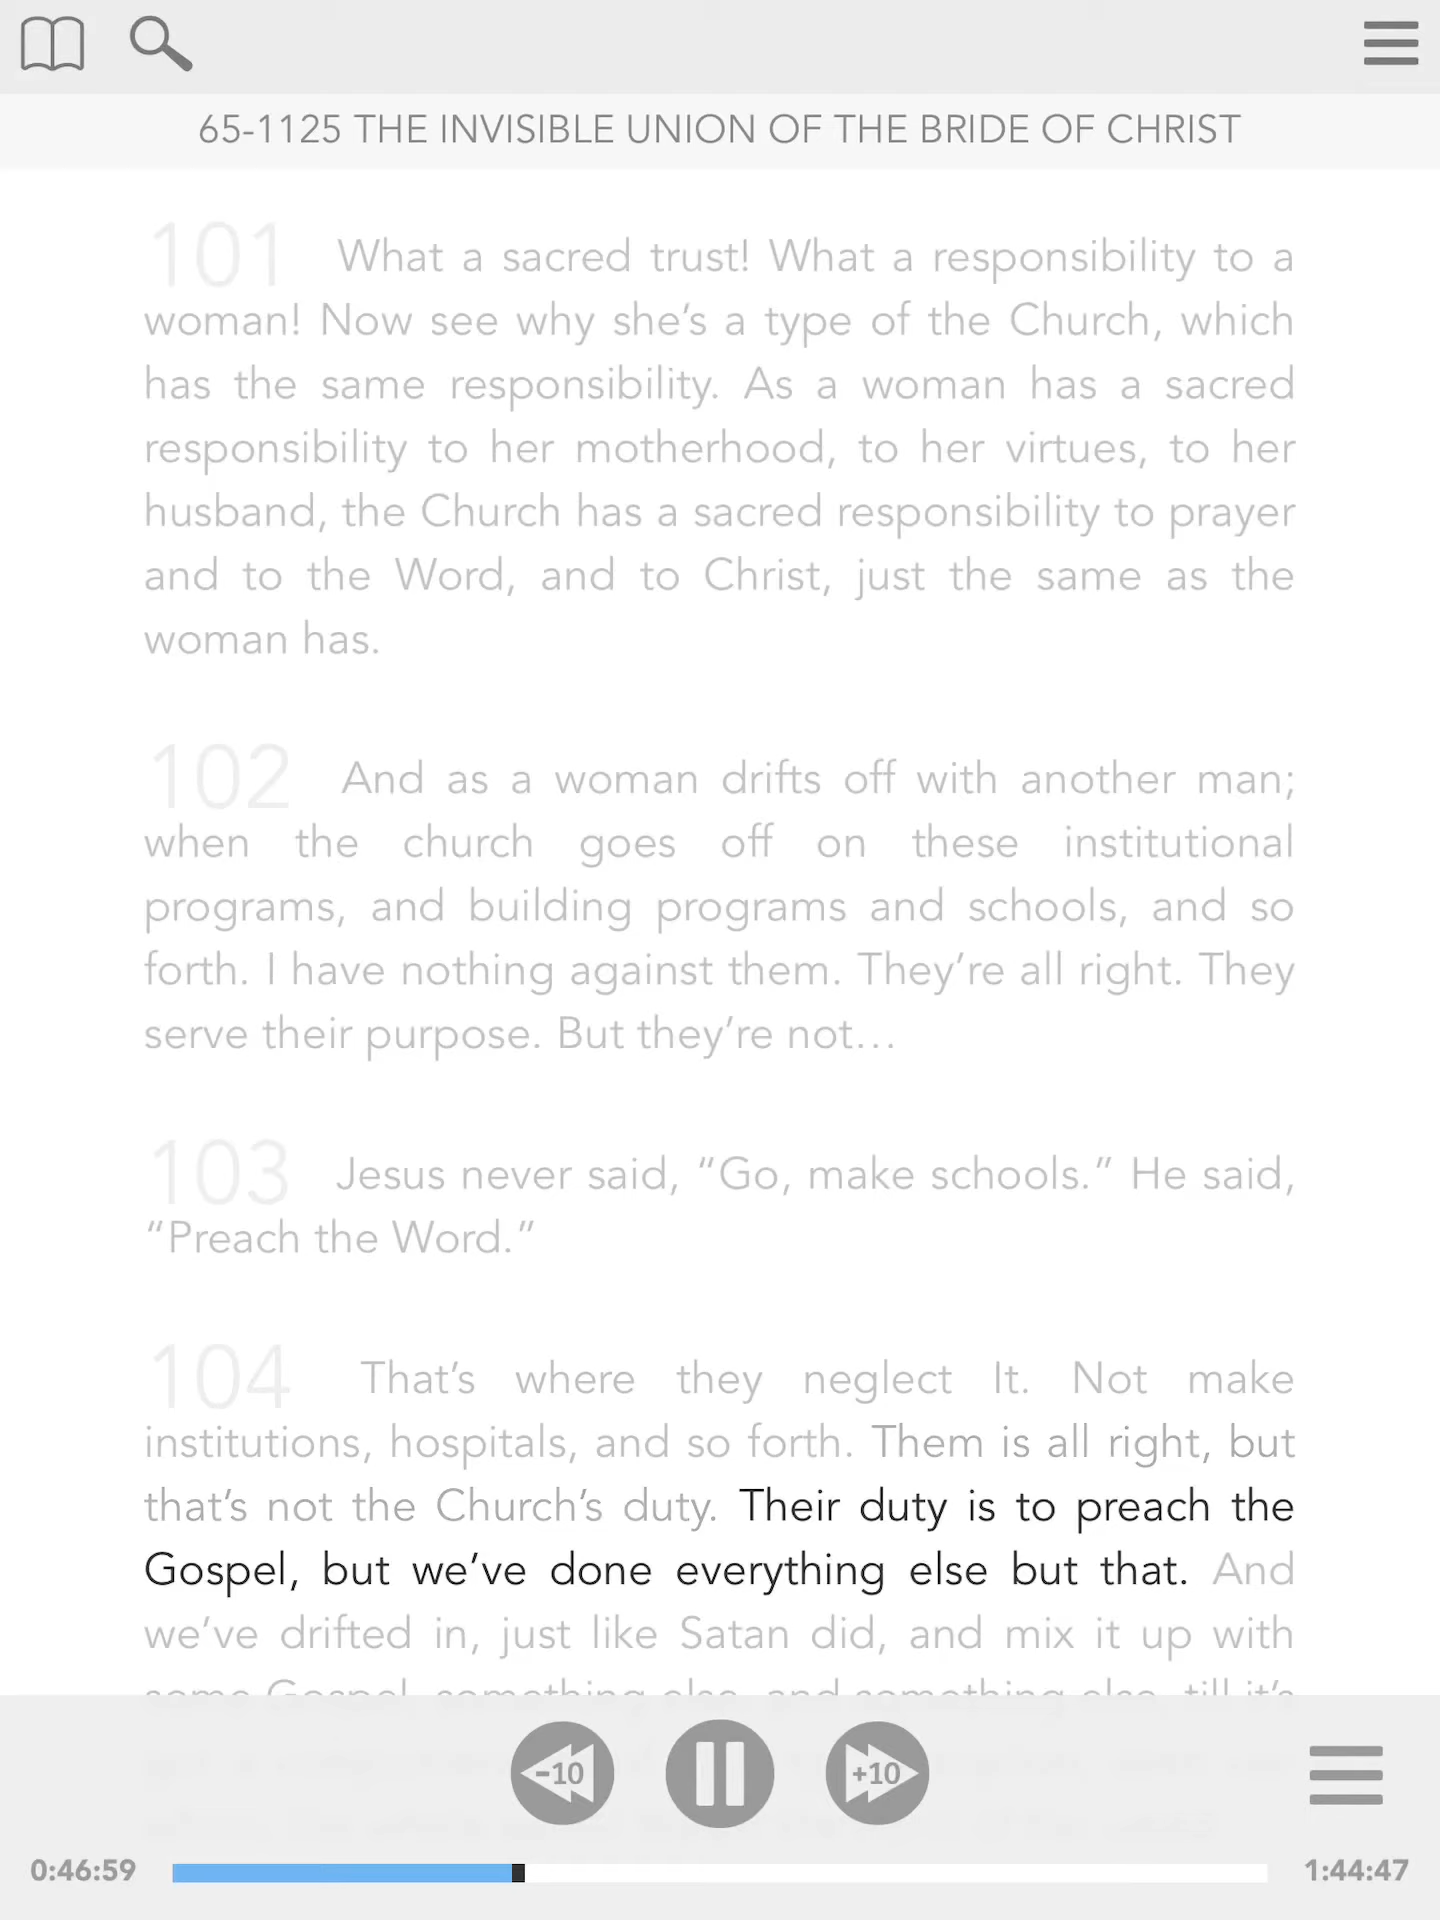 65-1125 THE INVISIBLE UNION OF THE BRIDE OF CHRIST
101 What a sacred trust! What a responsibility to a
woman! Now see why she’s a type of the Church, which
has the same responsibility. As a woman has a sacred
responsibility to her motherhood, to her virtues, to her
husband, the Church has a sacred responsibility to prayer
and to the Word, and to Christ, just the same as the
woman has.
102 And as a woman drifts off with another man;
when the church goes off on these institutional
programs, and building programs and schools, and so
forth. I have nothing against them. They’re all right. They
serve their purpose. But they’re not…
103 Jesus never said, “Go, make schools.” He said,
“Preach the Word.”
104 That’s where they neglect It. Not make
institutions, hospitals, and so forth. Them is all right, but
that’s not the Church’s duty. Their duty is to preach the
Gospel, but we’ve done everything else but that. And
we’ve drifted in, just like Satan did, and mix it up with
some Gospel, something else, and something else, till it’s
-10 +10
0:46:59 1:44:47